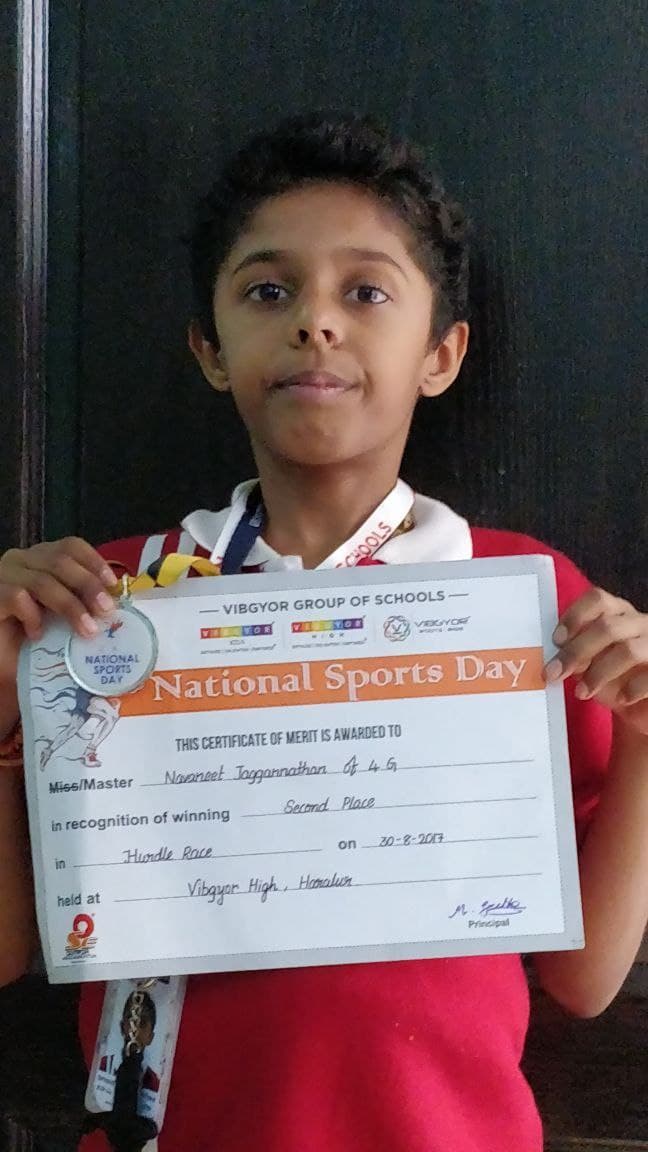 SCHOOLS
VIBGYOR GROUP OF SCHOOLS
VIBGYOR
KIDS
VIBGYOR
HIGH
VIBGYOR
NATIONAL
SPORTS
DAY
National Sports Day
THIS CERTIFICATE OF MERIT IS AWARDED TO
Miss/Master Navaneet Jaggannathan of 4 G
in recognition of winning Second Place
in Hurdle Race on 30-8-2017
held at Vibgyor High, Haralur
Principal